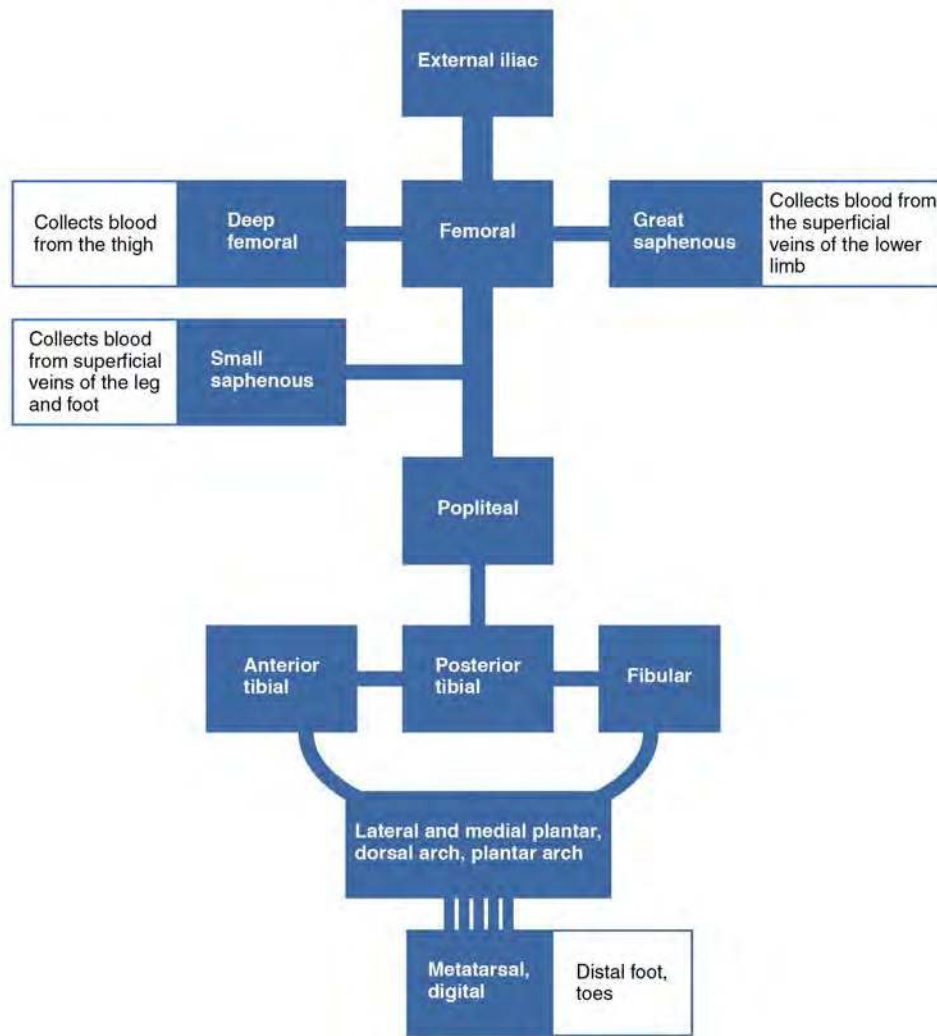 External iliac
Collects blood
from the thigh
Deep
femoral
Femoral
Great
saphenous
Collects blood from
the superficial
veins of the lower
limb
Collects blood
from superficial
veins of the leg
and foot
Small
saphenous
Popliteal
Anterior
tibial
Posterior
tibial
Fibular
Lateral and medial plantar,
dorsal arch, plantar arch
Metatarsal,
digital
Distal foot,
toes